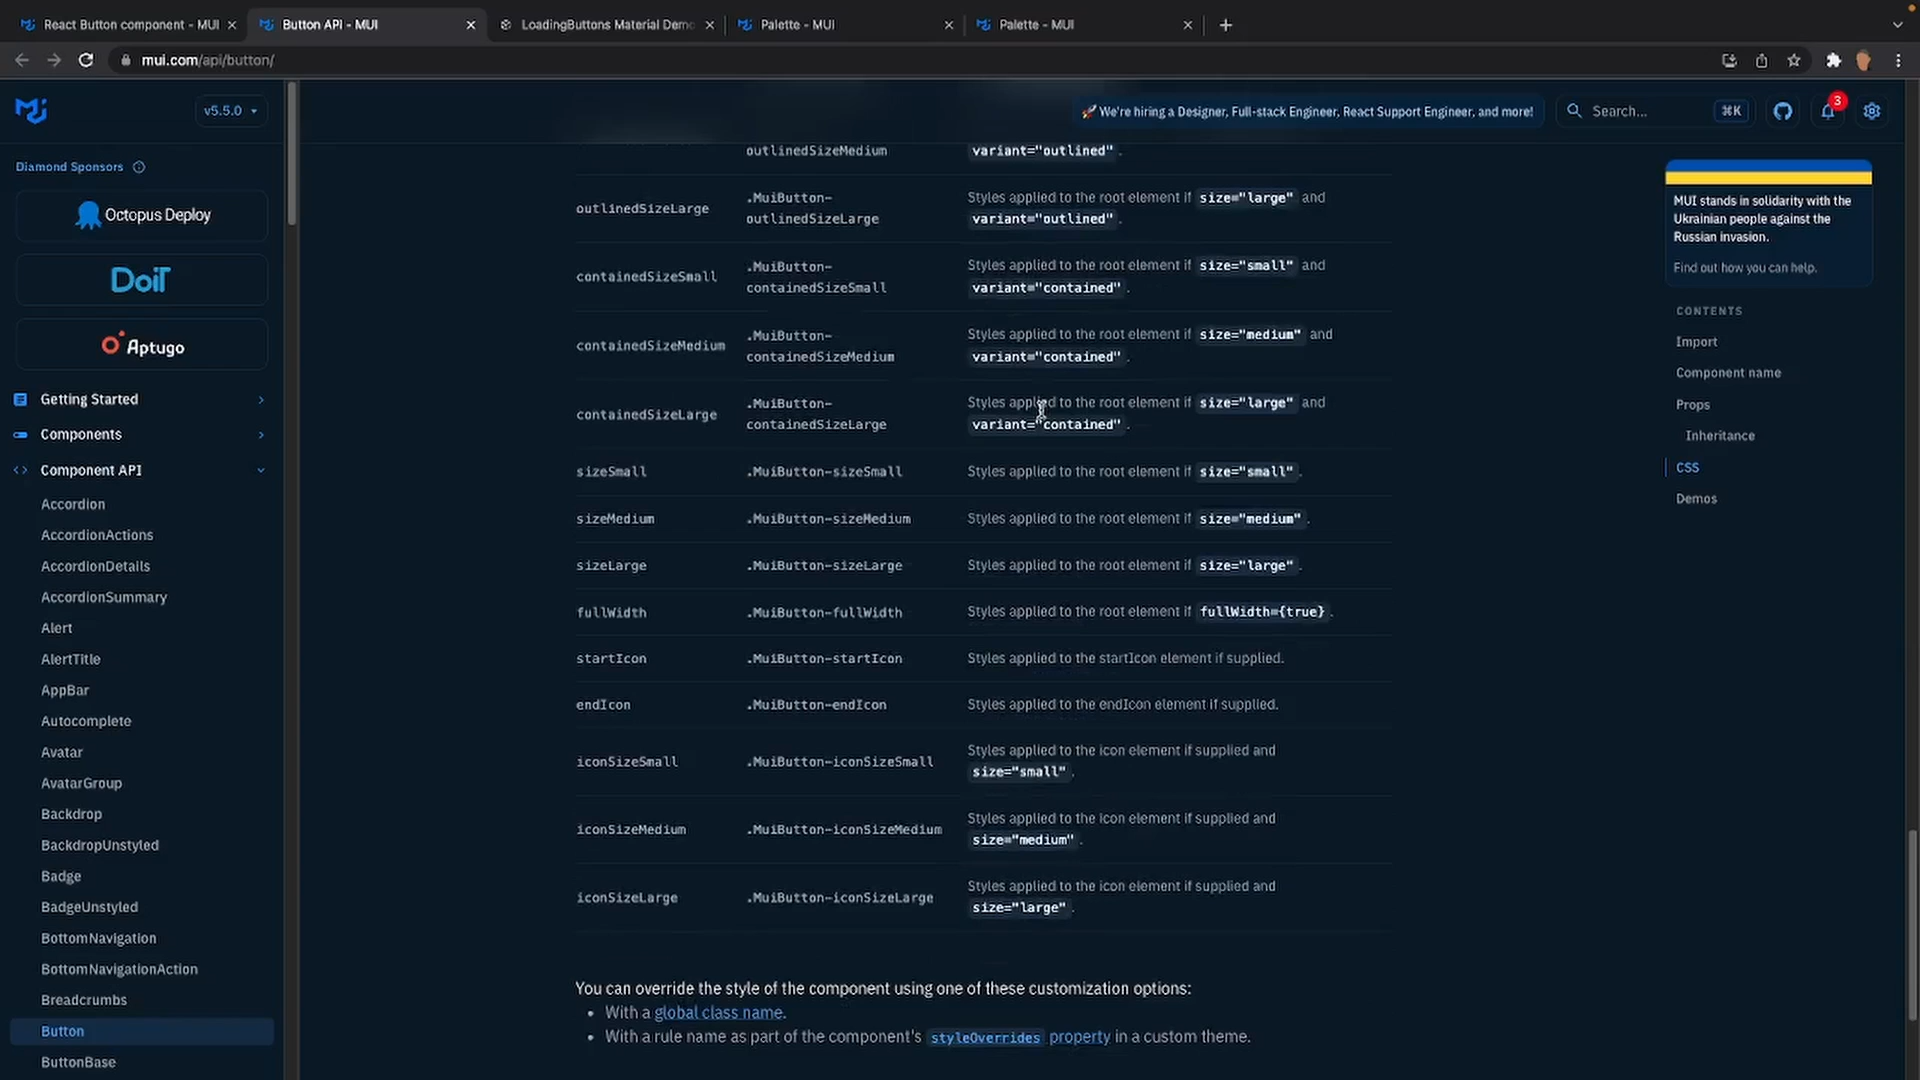 React Button component - MUI
Button API - MUI
LoadingButtons Material Demo
Palette - MUI
Palette - MUI
mui.com/api/button/
v5.5.0
🚀 We're hiring a Designer, Full-stack Engineer, React Support Engineer, and more!
Search...
⌘K
3
Diamond Sponsors
Octopus Deploy
DoiT
Aptugo
Getting Started
Components
Component API
Accordion
AccordionActions
AccordionDetails
AccordionSummary
Alert
AlertTitle
AppBar
Autocomplete
Avatar
AvatarGroup
Backdrop
BackdropUnstyled
Badge
BadgeUnstyled
BottomNavigation
BottomNavigationAction
Breadcrumbs
Button
ButtonBase
outlinedSizeMedium variant="outlined" .
.MuiButton- Styles applied to the root element if size="large" and
outlinedSizeLarge
outlinedSizeLarge variant="outlined" .
.MuiButton- Styles applied to the root element if size="small" and
containedSizeSmall
containedSizeSmall variant="contained" .
.MuiButton- Styles applied to the root element if size="medium" and
containedSizeMedium
containedSizeMedium variant="contained" .
.MuiButton- Styles applied to the root element if size="large" and
containedSizeLarge
containedSizeLarge variant="contained" .
sizeSmall .MuiButton-sizeSmall Styles applied to the root element if size="small" .
sizeMedium .MuiButton-sizeMedium Styles applied to the root element if size="medium" .
sizeLarge .MuiButton-sizeLarge Styles applied to the root element if size="large" .
fullWidth .MuiButton-fullWidth Styles applied to the root element if fullWidth={true} .
startIcon .MuiButton-startIcon Styles applied to the startIcon element if supplied.
endIcon .MuiButton-endIcon Styles applied to the endIcon element if supplied.
Styles applied to the icon element if supplied and
iconSizeSmall .MuiButton-iconSizeSmall
size="small" .
Styles applied to the icon element if supplied and
iconSizeMedium .MuiButton-iconSizeMedium
size="medium" .
Styles applied to the icon element if supplied and
iconSizeLarge .MuiButton-iconSizeLarge
size="large" .
You can override the style of the component using one of these customization options:
• With a global class name.
• With a rule name as part of the component's styleOverrides property in a custom theme.
MUI stands in solidarity with the
Ukrainian people against the
Russian invasion.
Find out how you can help.
CONTENTS
Import
Component name
Props
Inheritance
CSS
Demos